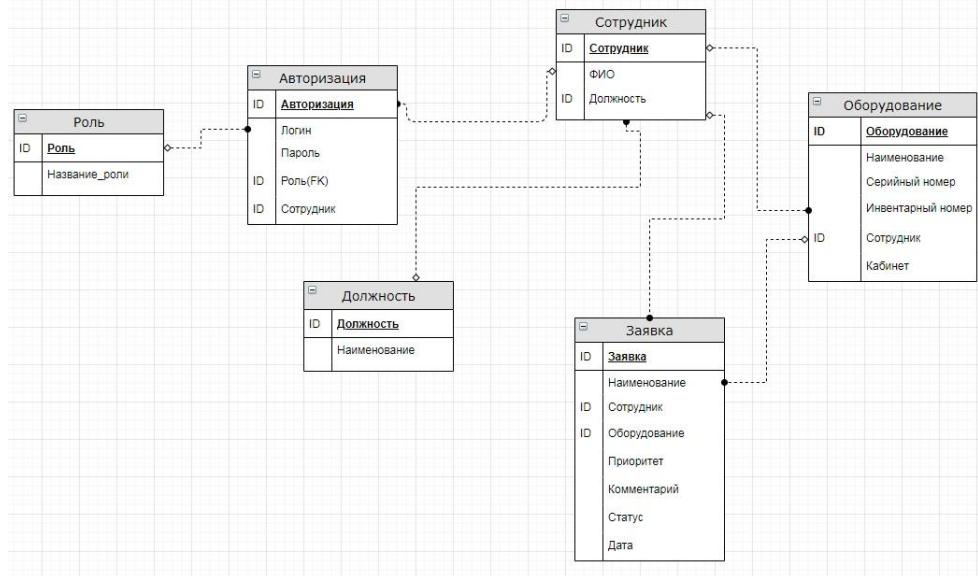 Роль
ID Роль
Название_роли
Авторизация
ID Авторизация
Логин
Пароль
ID Роль(FK)
ID Сотрудник
Сотрудник
ID Сотрудник
ФИО
ID Должность
Оборудование
ID Оборудование
Наименование
Серийный номер
Инвентарный номер
ID Сотрудник
Кабинет
Должность
ID Должность
Наименование
Заявка
ID Заявка
Наименование
ID Сотрудник
ID Оборудование
Приоритет
Комментарий
Статус
Дата